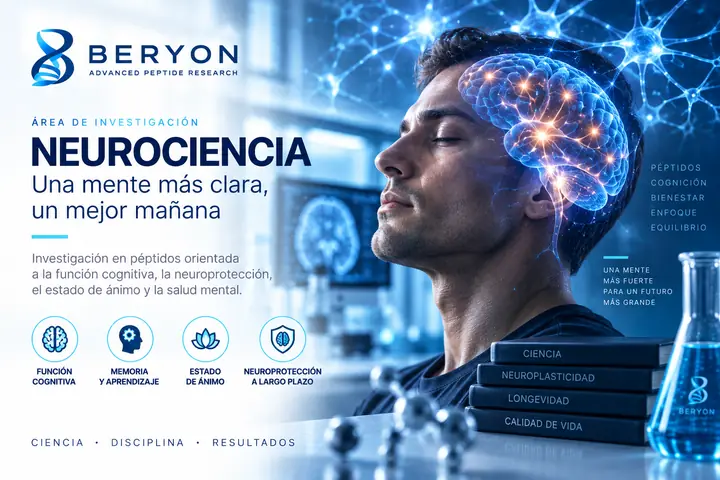 BERYON
ADVANCED PEPTIDE RESEARCH
ÁREA DE INVESTIGACIÓN
NEUROCIENCIA
Una mente más clara,
un mejor mañana
Investigación en péptidos orientada
a la función cognitiva, la neuroprotección,
el estado de ánimo y la salud mental.
FUNCIÓN
COGNITIVA
MEMORIA
Y APRENDIZAJE
ESTADO
DE ÁNIMO
NEUROPROTECCIÓN
A LARGO PLAZO
CIENCIA • DISCIPLINA • RESULTADOS
PÉPTIDOS
COGNICIÓN
BIENESTAR
ENFOQUE
EQUILIBRIO
UNA MENTE
MÁS FUERTE
PARA UN FUTURO
MÁS GRANDE
CIENCIA
NEUROPLASTICIDAD
LONGEVIDAD
CALIDAD DE VIDA
BERYON